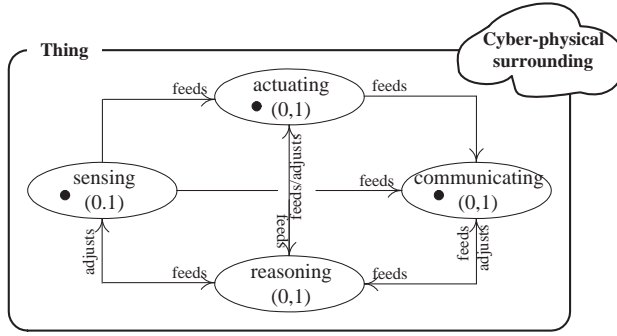 Thing
Cyber-physical
surrounding
feeds
actuating
(0,1)
feeds
sensing
(0.1)
feeds/adjusts
feeds
feeds
communicating
(0,1)
adjusts
feeds
reasoning
(0,1)
feeds
feeds
adjusts